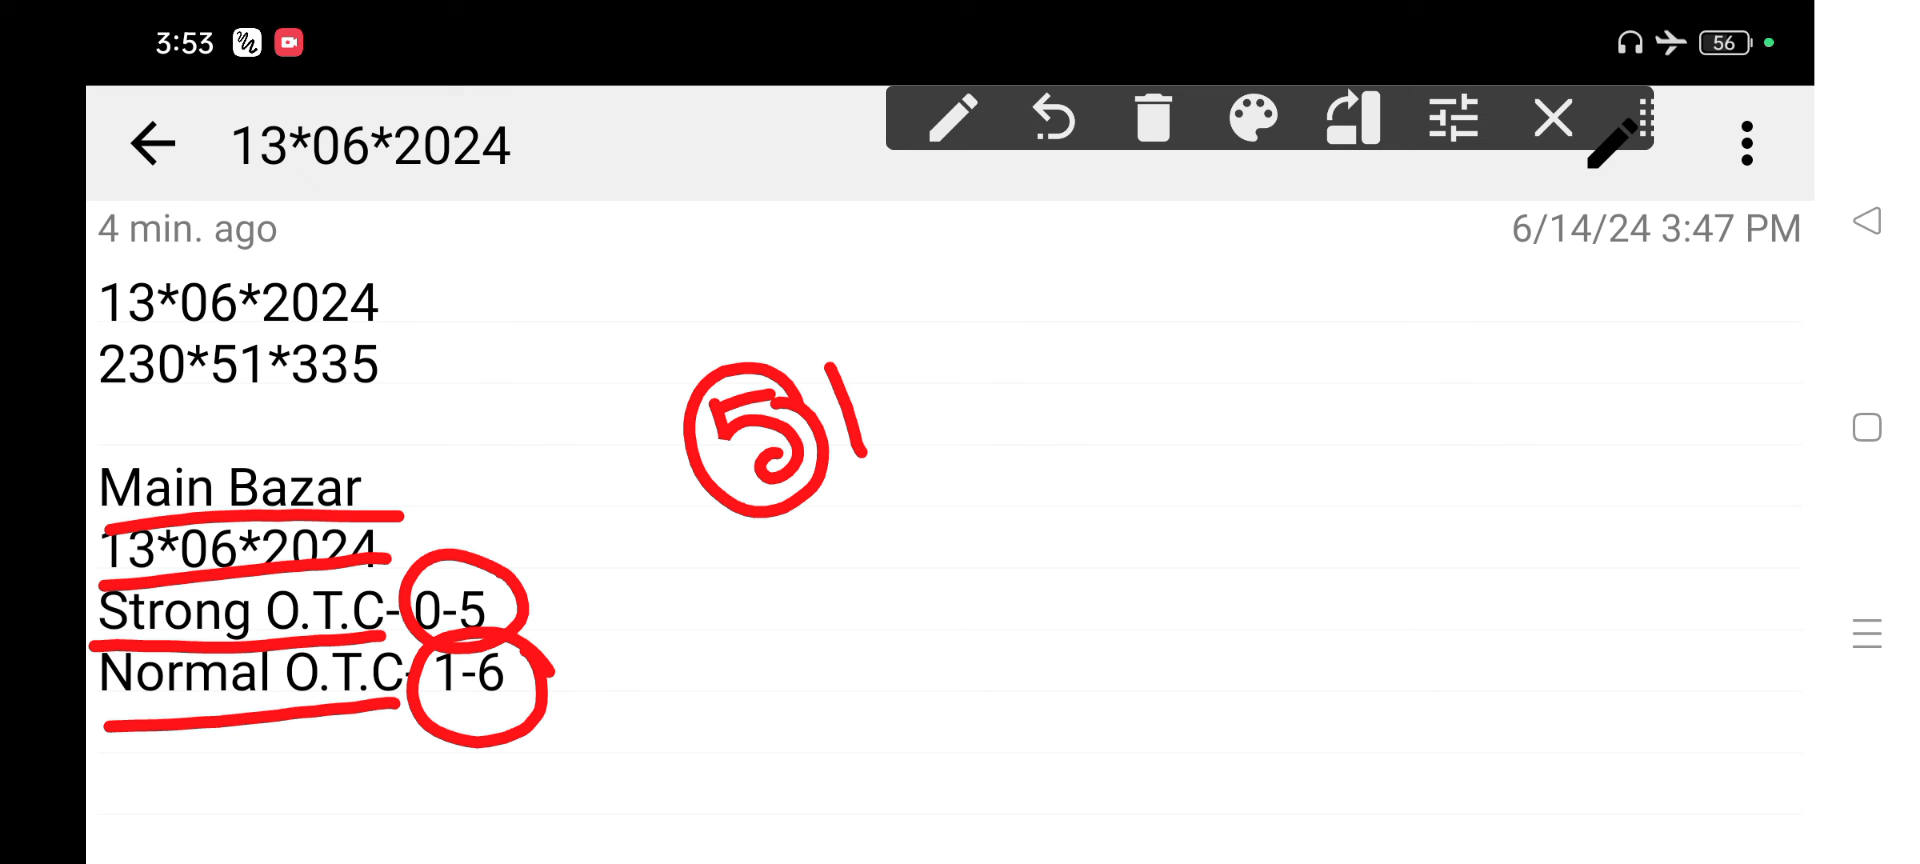 3:53
56
13*06*2024
4 min. ago
6/14/24 3:47 PM
13*06*2024
230*51*335
51
Main Bazar
13*06*2024
Strong O.T.C- 0-5
Normal O.T.C- 1-6